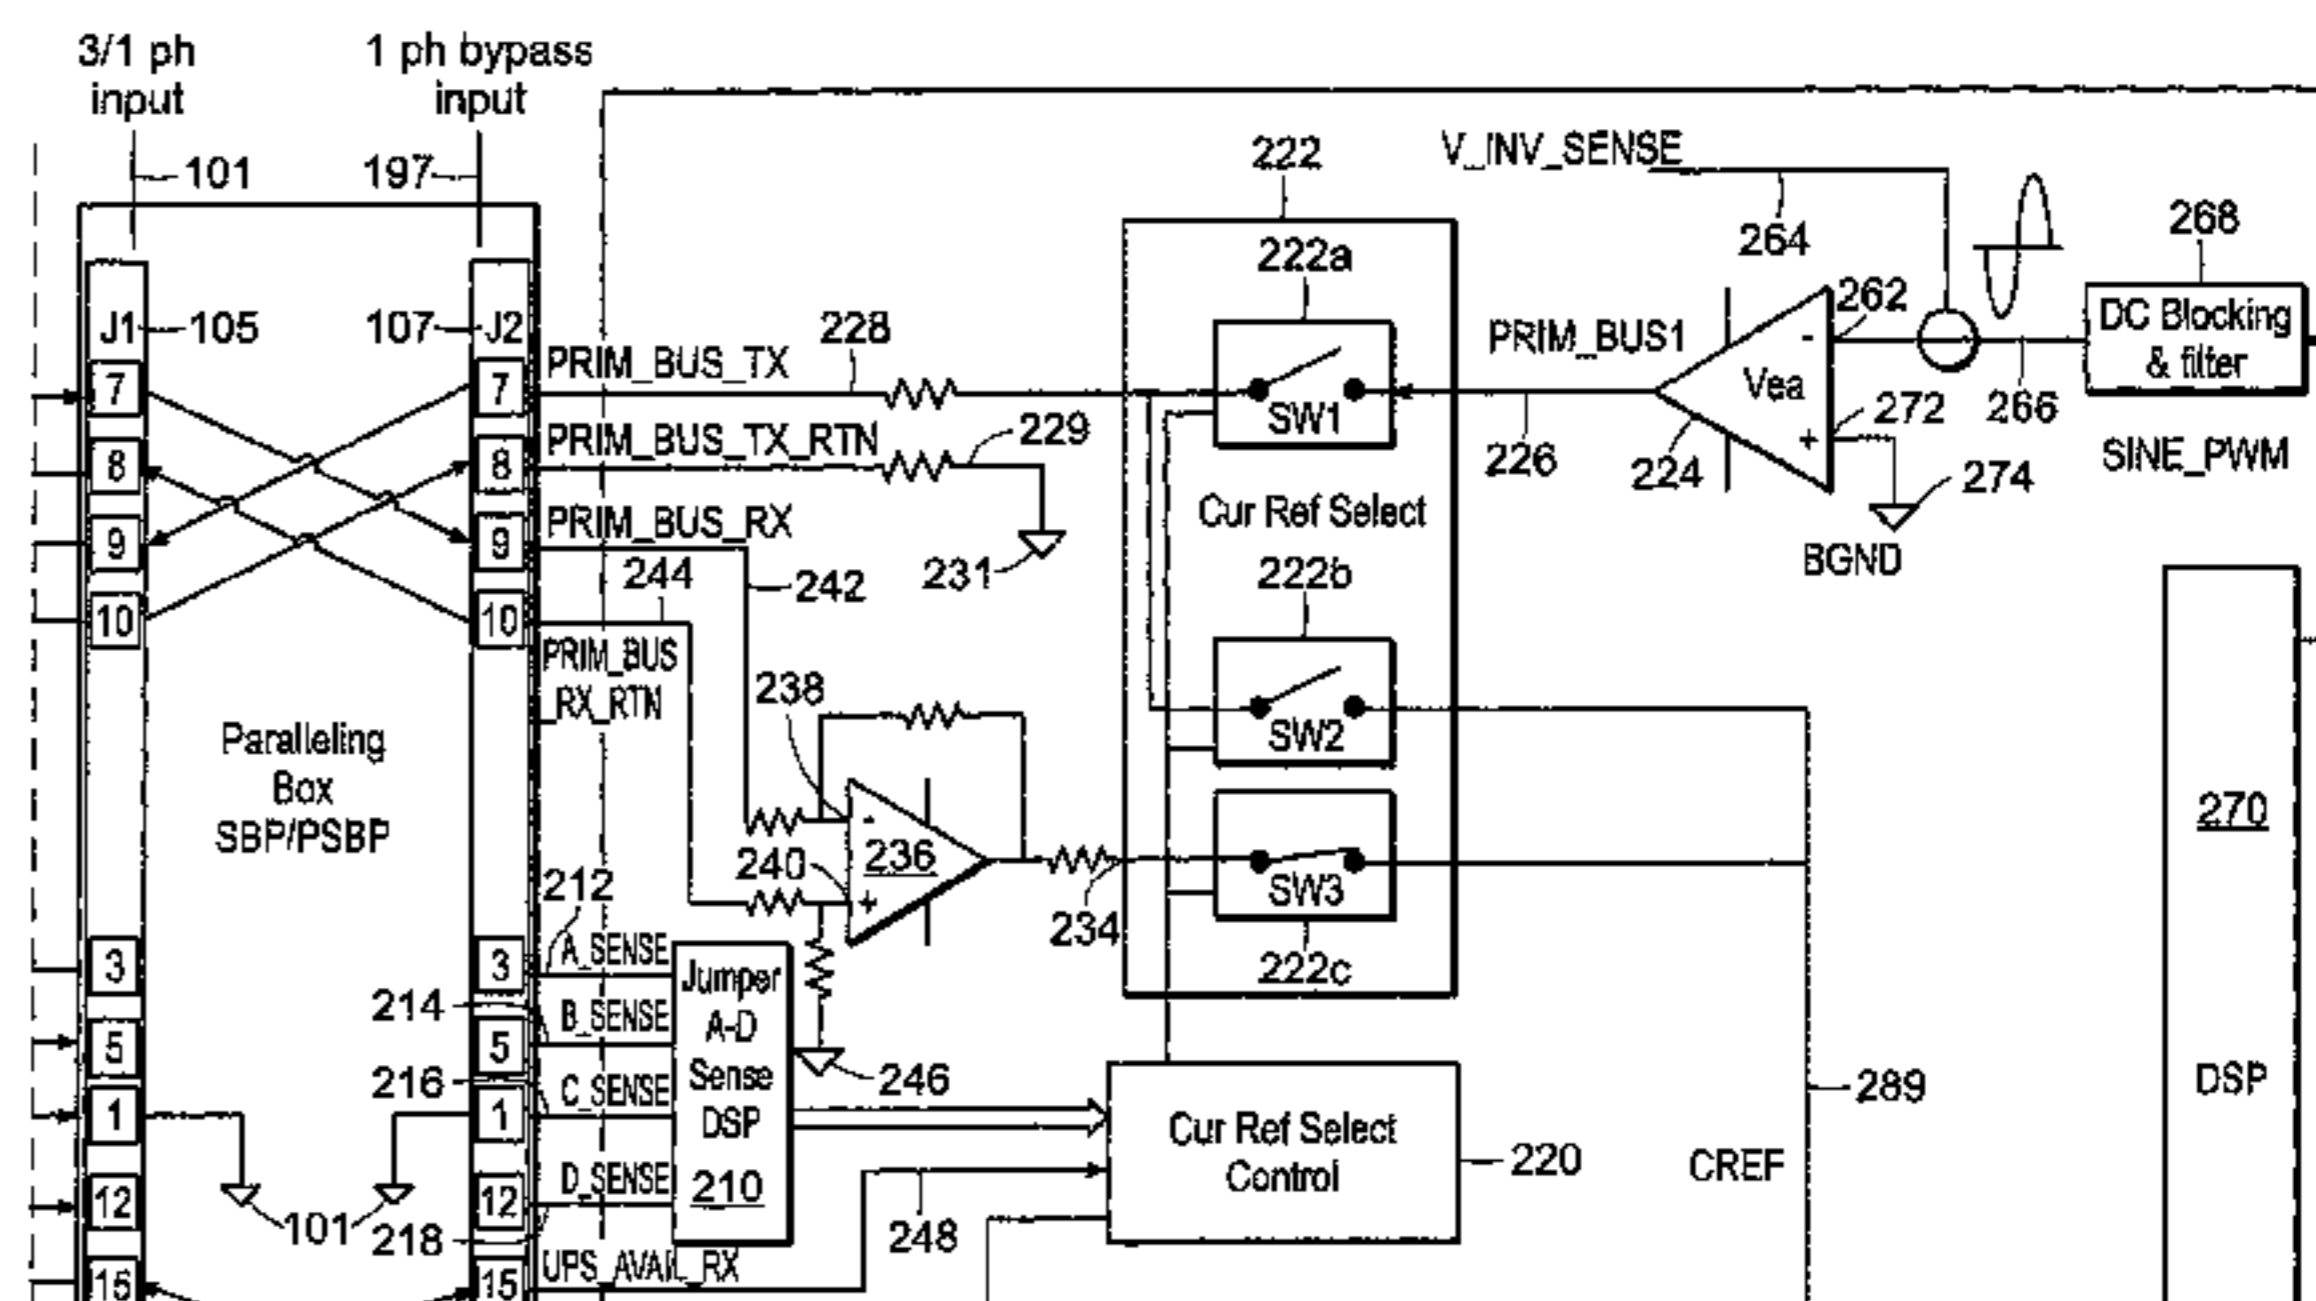 3/1 ph
input
1 ph bypass
input
101
197
J1
105
107
J2
7
8
9
10
7
8
9
10
Paralleling
Box
SBP/PSBP
3
5
1
12
16
3
5
1
12
15
101
PRIM_BUS_TX
228
PRIM_BUS_TX_RTN
229
231
PRIM_BUS_RX
244
242
PRIM_BUS
_RX_RTN
238
-
236
240
+
234
246
212
A_SENSE
214
B_SENSE
216
C_SENSE
218
D_SENSE
Jumper
A-D
Sense
DSP
210
UPS_AVAIL_RX
248
222
222a
SW1
Cur Ref Select
222b
SW2
SW3
222c
Cur Ref Select
Control
220
V_INV_SENSE
264
PRIM_BUS1
226
224
Vea
-
+
262
272
274
BGND
266
268
DC Blocking
& filter
SINE_PWM
270
DSP
289
CREF